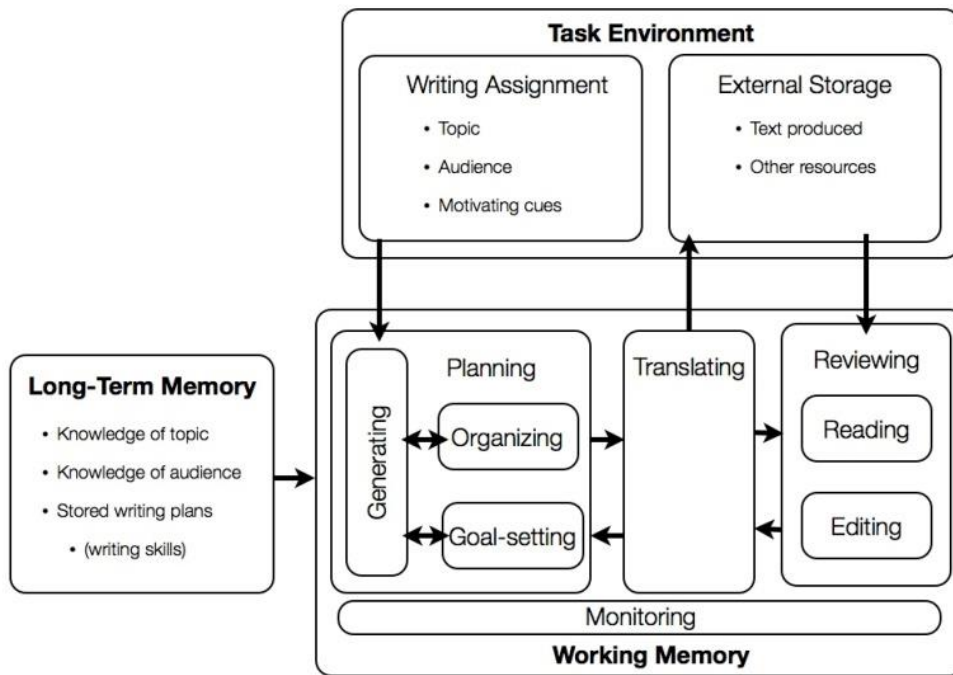 Task Environment
Writing Assignment
• Topic
• Audience
• Motivating cues
External Storage
• Text produced
• Other resources
Long-Term Memory
• Knowledge of topic
• Knowledge of audience
• Stored writing plans
• (writing skills)
Planning
Generating
Organizing
Goal-setting
Translating
Reviewing
Reading
Editing
Monitoring
Working Memory